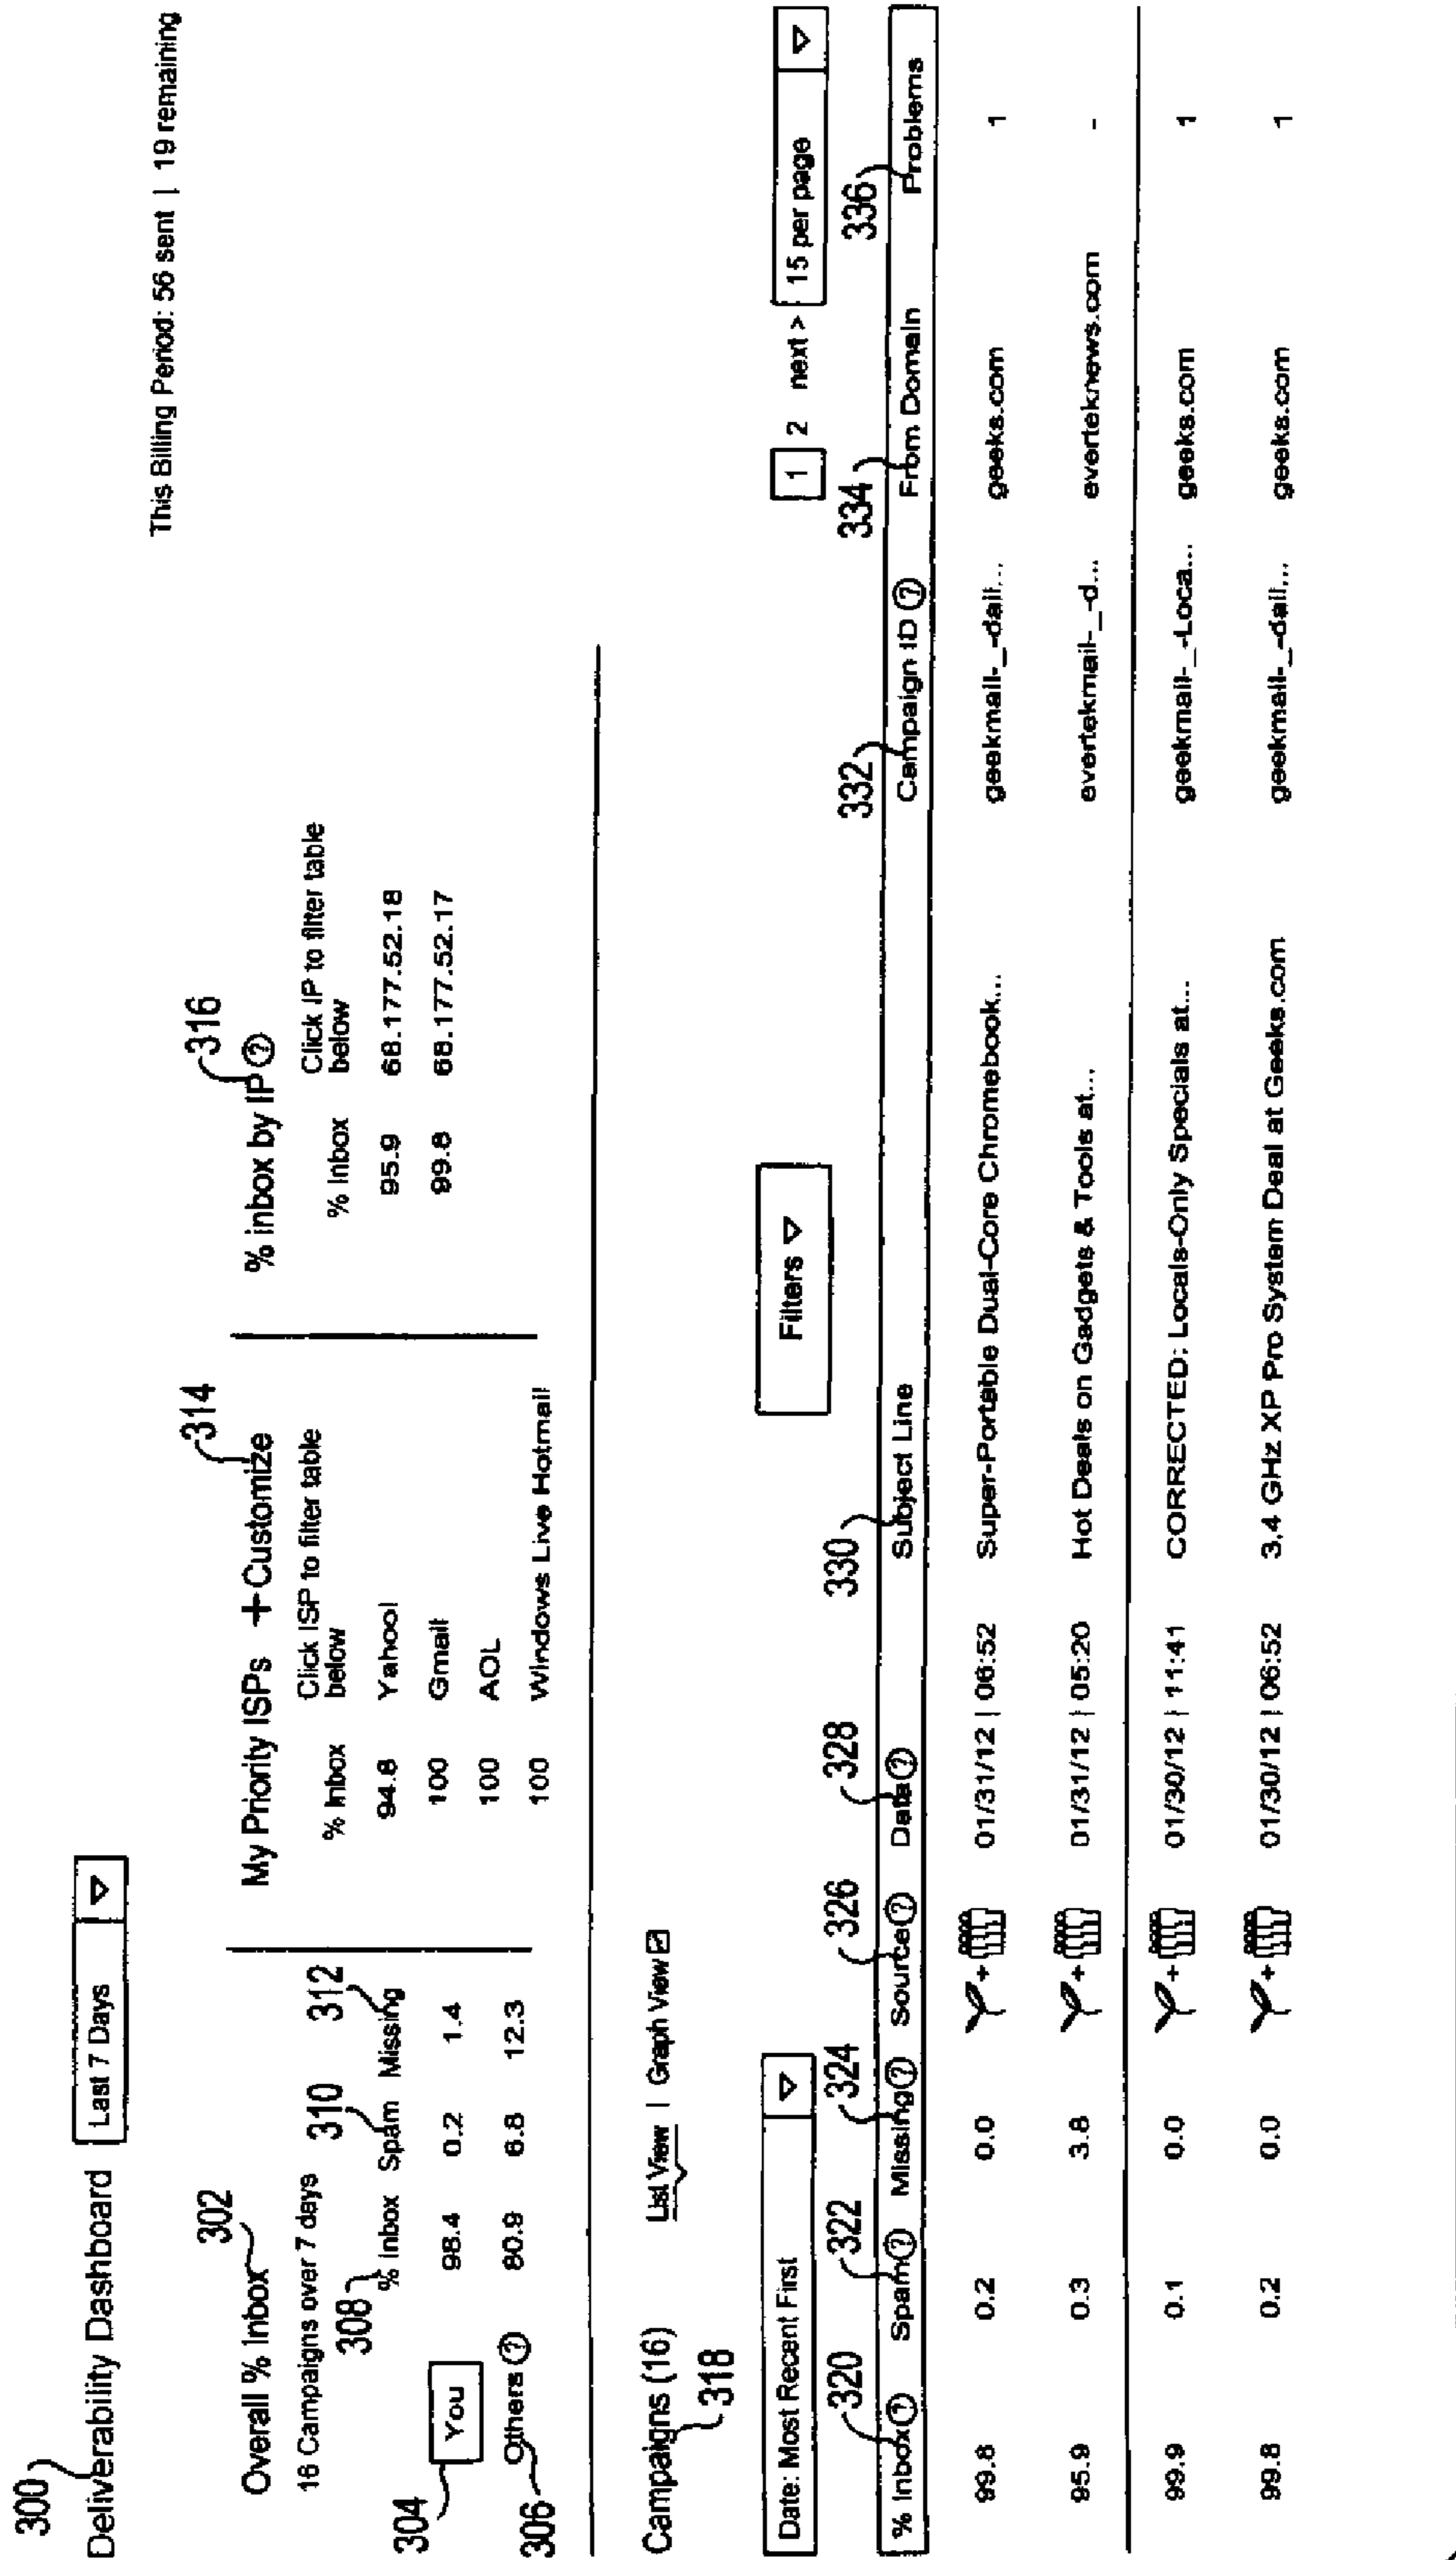 300
Deliverability Dashboard Last 7 Days
This Billing Period: 56 sent | 19 remaining
302
Overall % Inbox
16 Campaigns over 7 days
308 310 312
% Inbox Spam Missing
304 You 98.4 0.2 1.4
306 Others ? 80.9 6.8 12.3
314
My Priority ISPs +Customize
% Inbox Click ISP to filter table below
94.8 Yahoo!
100 Gmail
100 AOL
100 Windows Live Hotmail
316
% inbox by IP ?
% Inbox Click IP to filter table below
95.9 68.177.52.18
99.8 68.177.52.17
Campaigns (16) List View | Graph View
318
Date: Most Recent First Filters 1 2 next > 15 per page
320 322 324 326 328 330 332 334 336
% Inbox ? Spam ? Missing ? Source ? Date ? Subject Line Campaign ID ? From Domain Problems
99.8 0.2 0.0 + 01/31/12 | 06:52 Super-Portable Dual-Core Chromebook... geekmail-_-dail... geeks.com 1
95.9 0.3 3.8 + 01/31/12 | 05:20 Hot Deals on Gadgets & Tools at... evertekmail-_-d... everteknews.com -
99.9 0.1 0.0 + 01/30/12 | 11:41 CORRECTED: Locals-Only Specials at... geekmail-_-Loca... geeks.com 1
99.8 0.2 0.0 + 01/30/12 | 06:52 3.4 GHz XP Pro System Deal at Geeks.com geekmail-_-dail... geeks.com 1